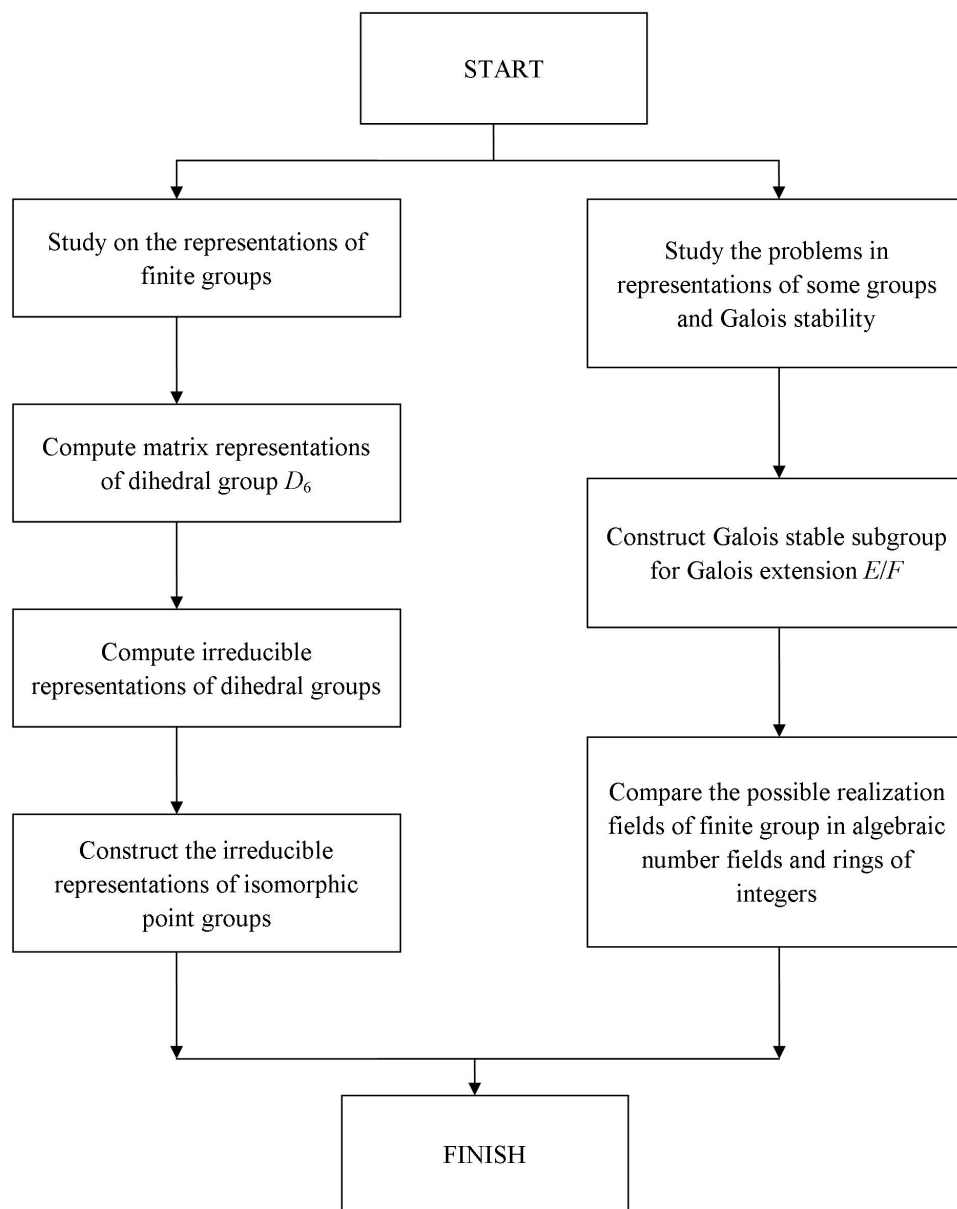 START
Study on the representations of
finite groups
Compute matrix representations
of dihedral group D₆
Compute irreducible
representations of dihedral groups
Construct the irreducible
representations of isomorphic
point groups
Study the problems in
representations of some groups
and Galois stability
Construct Galois stable subgroup
for Galois extension E/F
Compare the possible realization
fields of finite group in algebraic
number fields and rings of
integers
FINISH